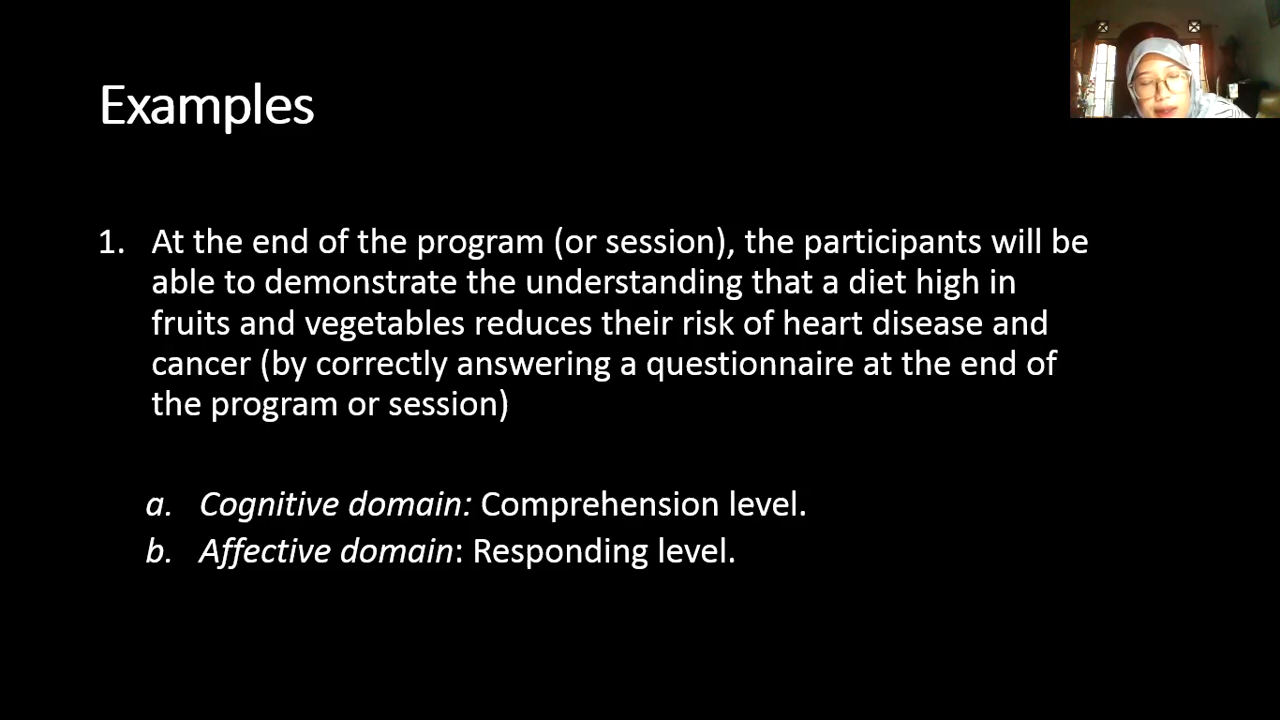 Examples
1. At the end of the program (or session), the participants will be
able to demonstrate the understanding that a diet high in
fruits and vegetables reduces their risk of heart disease and
cancer (by correctly answering a questionnaire at the end of
the program or session)
a. Cognitive domain: Comprehension level.
b. Affective domain: Responding level.